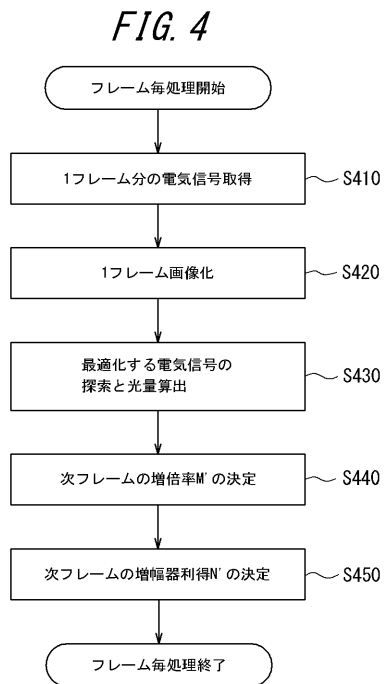 FIG. 4
フレーム毎処理開始
1フレーム分の電気信号取得
S410
1フレーム画像化
S420
最適化する電気信号の
探索と光量算出
S430
次フレームの増倍率M'の決定
S440
次フレームの増幅器利得N'の決定
S450
フレーム毎処理終了